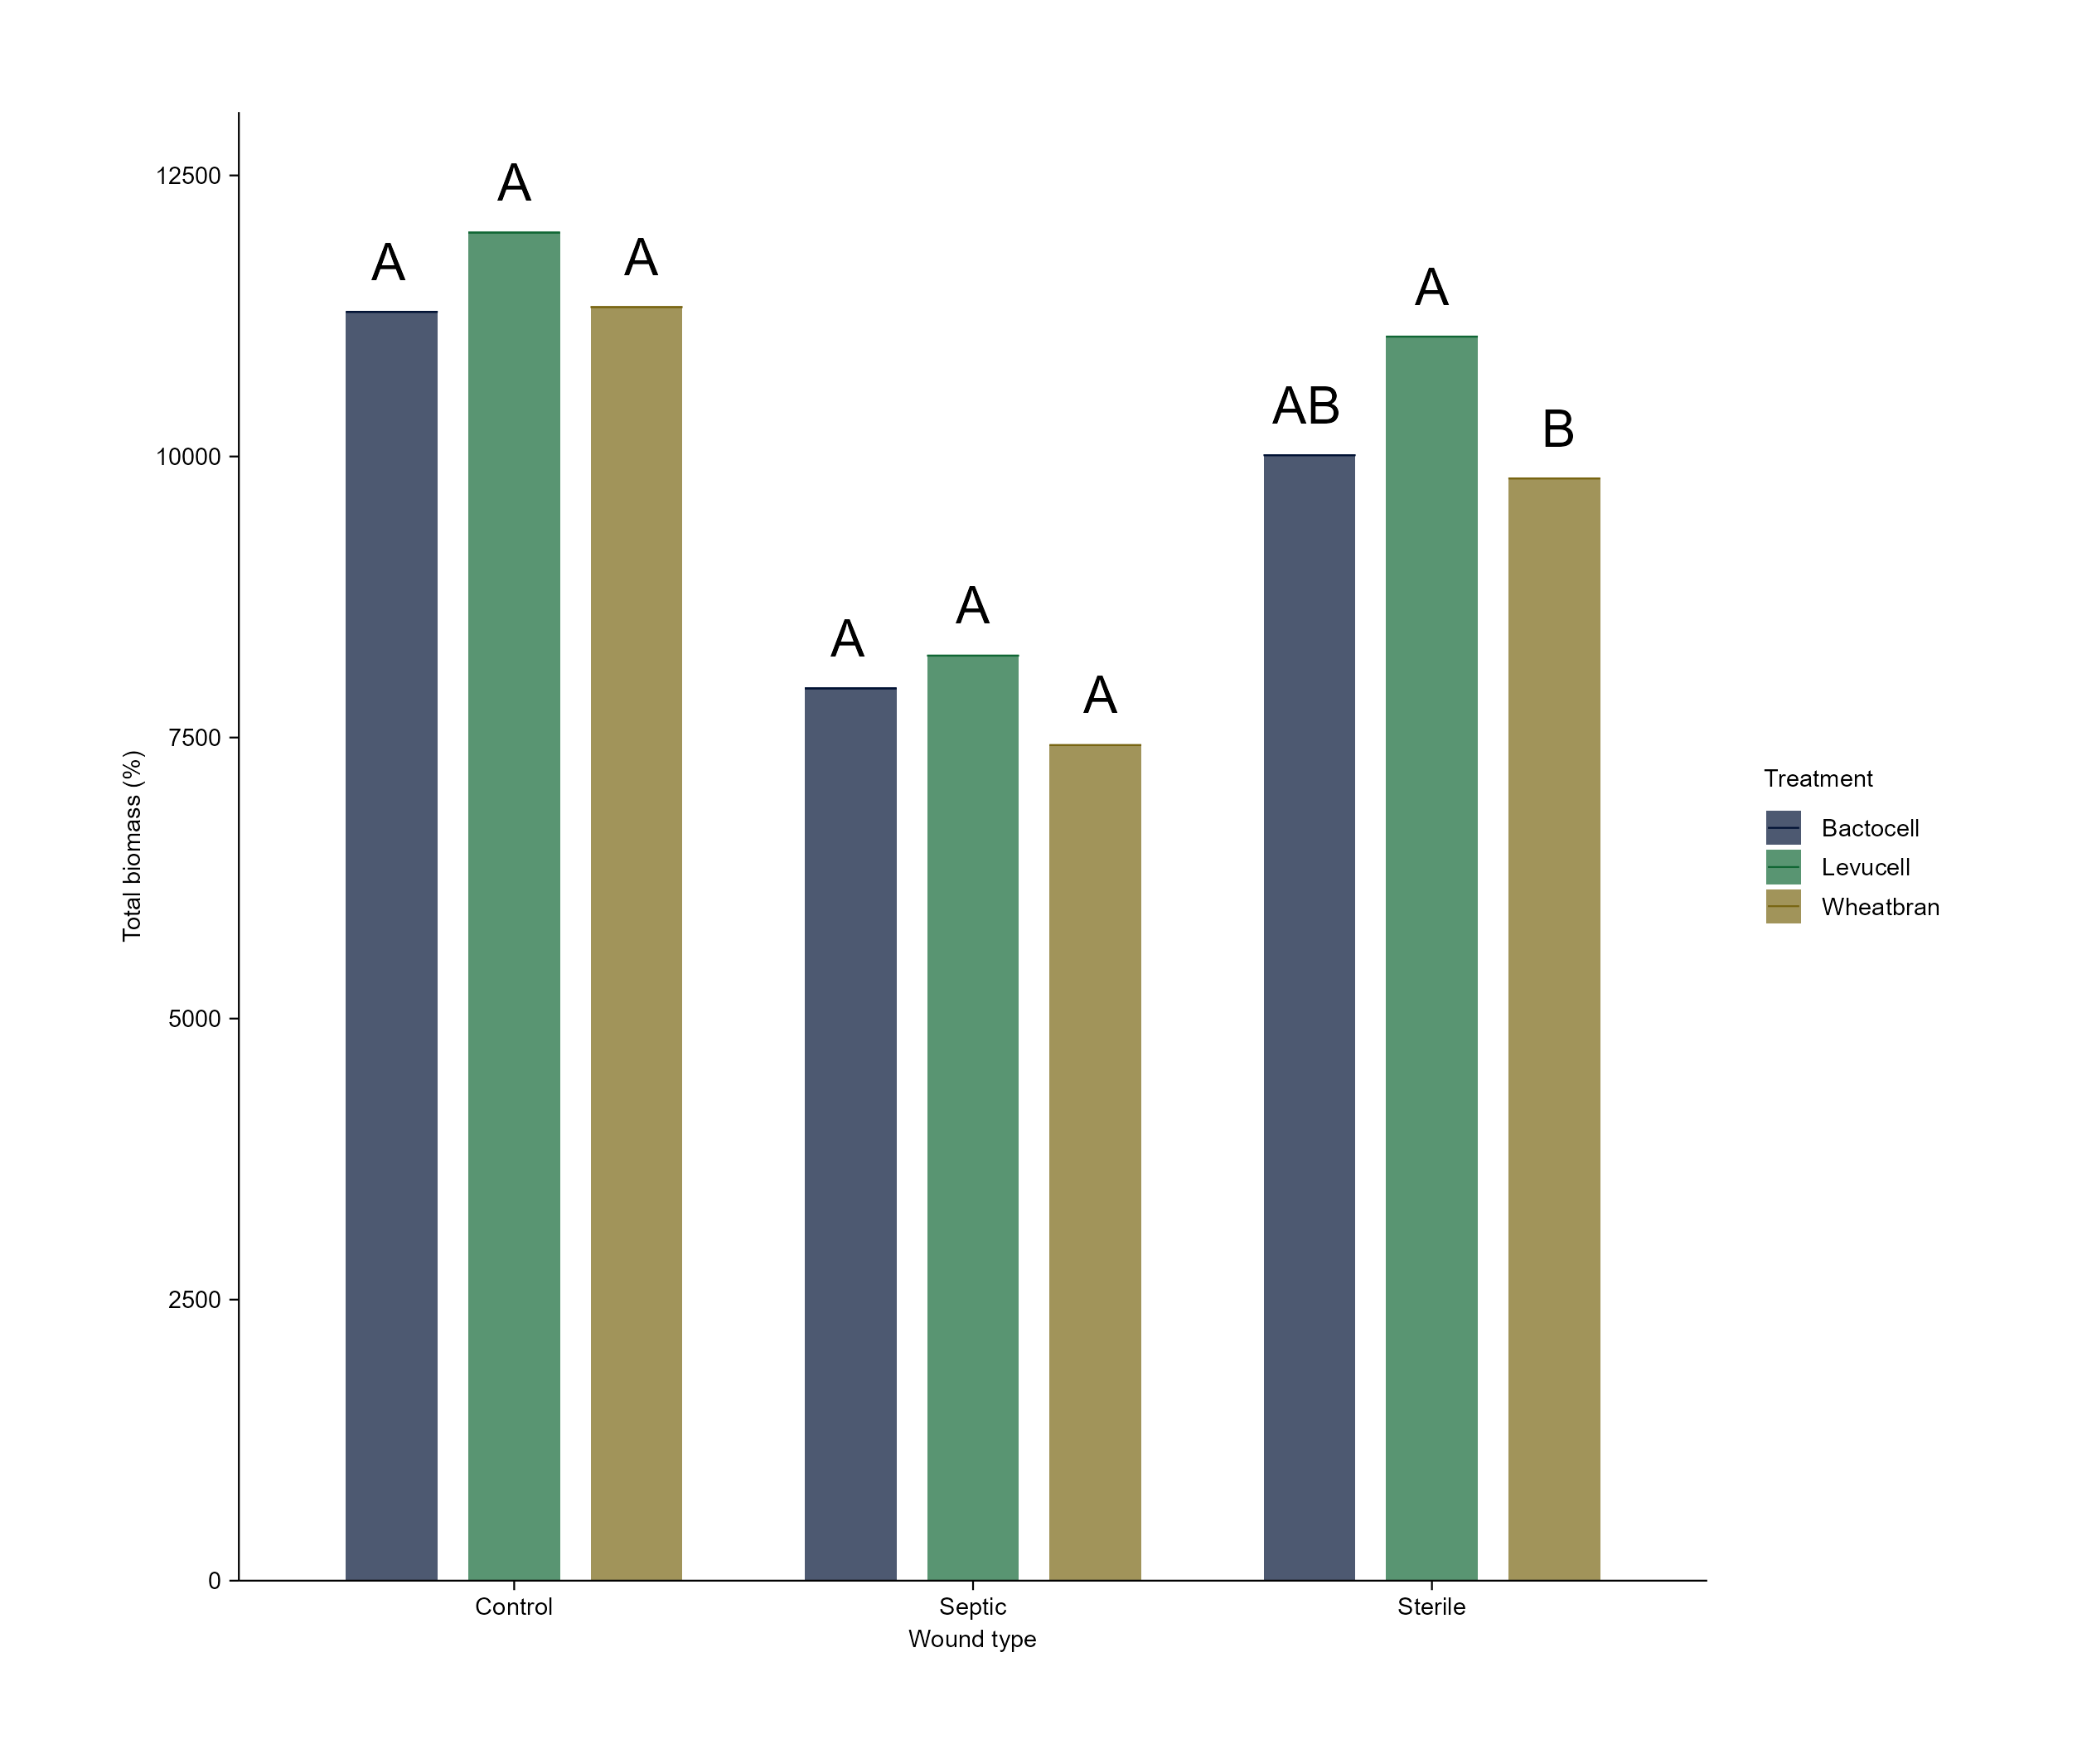 12500
10000
7500
5000
2500
0
Total biomass (%)
A
A
A
A
A
A
AB
A
B
Control
Septic
Sterile
Wound type
Treatment
Bactocell
Levucell
Wheatbran